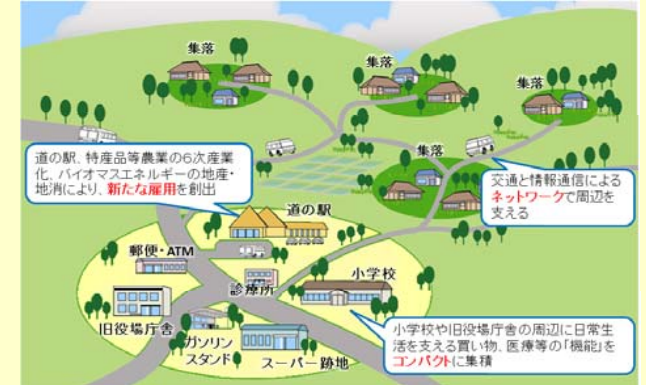 集落
集落
集落
集落
道の駅、特産品等農業の6次産業
化、バイオマスエネルギーの地産・
地消により、新たな雇用を創出
交通と情報通信による
ネットワークで周辺を
支える
道の駅
郵便・ATM
小学校
診療所
旧役場庁舎
ガソリン
スタンド
スーパー跡地
小学校や旧役場庁舎の周辺に日常生
活を支える買い物、医療等の「機能」を
コンパクトに集積